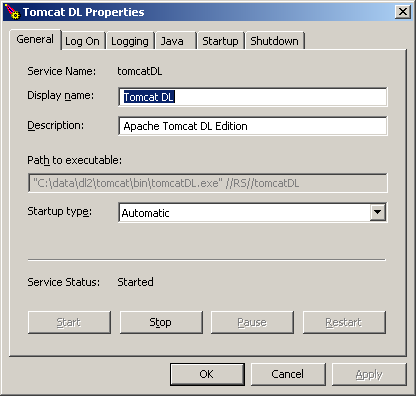 Tomcat DL Properties
General Log On Logging Java Startup Shutdown
Service Name: tomcatDL
Display name: Tomcat DL
Description: Apache Tomcat DL Edition
Path to executable:
"C:\data\dl2\tomcat\bin\tomcatDL.exe" //RS//tomcatDL
Startup type: Automatic
Service Status: Started
Start Stop Pause Restart
OK Cancel Apply